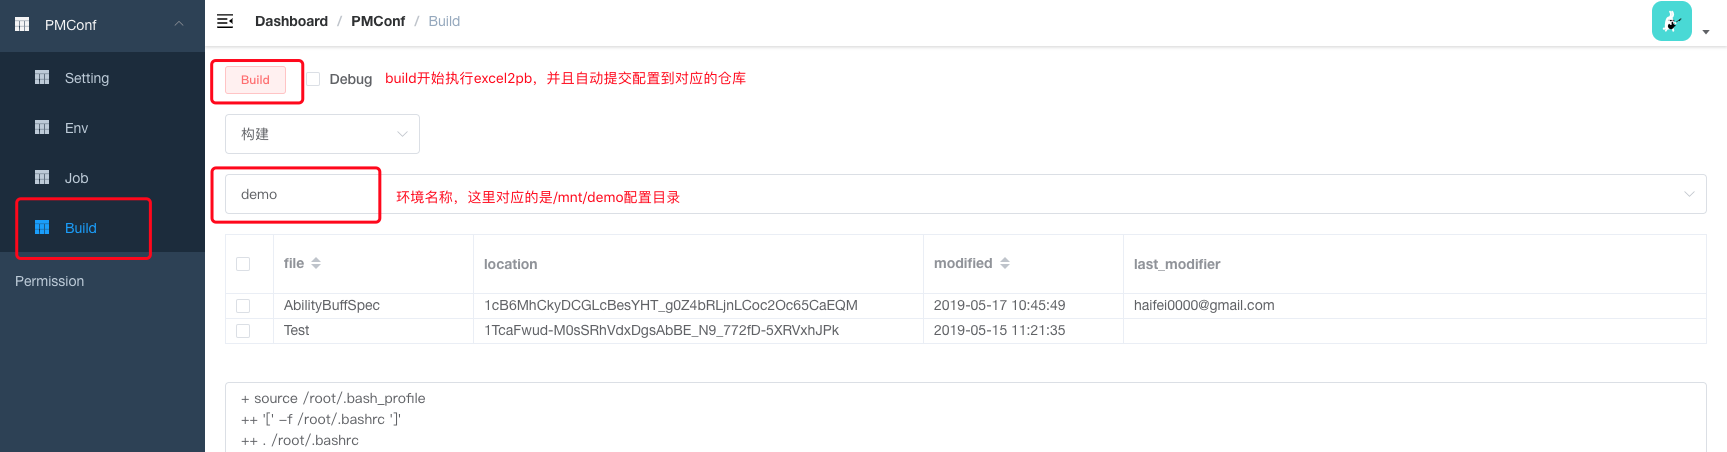 PMConf
Setting
Env
Job
Build
Permission
Dashboard / PMConf / Build
Build Debug build开始执行excel2pb，并且自动提交配置到对应的仓库
构建
demo 环境名称，这里对应的是/mnt/demo配置目录
file location modified last_modifier
AbilityBuffSpec 1cB6MhCkyDCGLcBesYHT_g0Z4bRLjnLCoc2Oc65CaEQM 2019-05-17 10:45:49 haifei0000@gmail.com
Test 1TcaFwud-M0sSRhVdxDgsAbBE_N9_772fD-5XRVxhJPk 2019-05-15 11:21:35
+ source /root/.bash_profile
++ '[' -f /root/.bashrc ']'
++ . /root/.bashrc